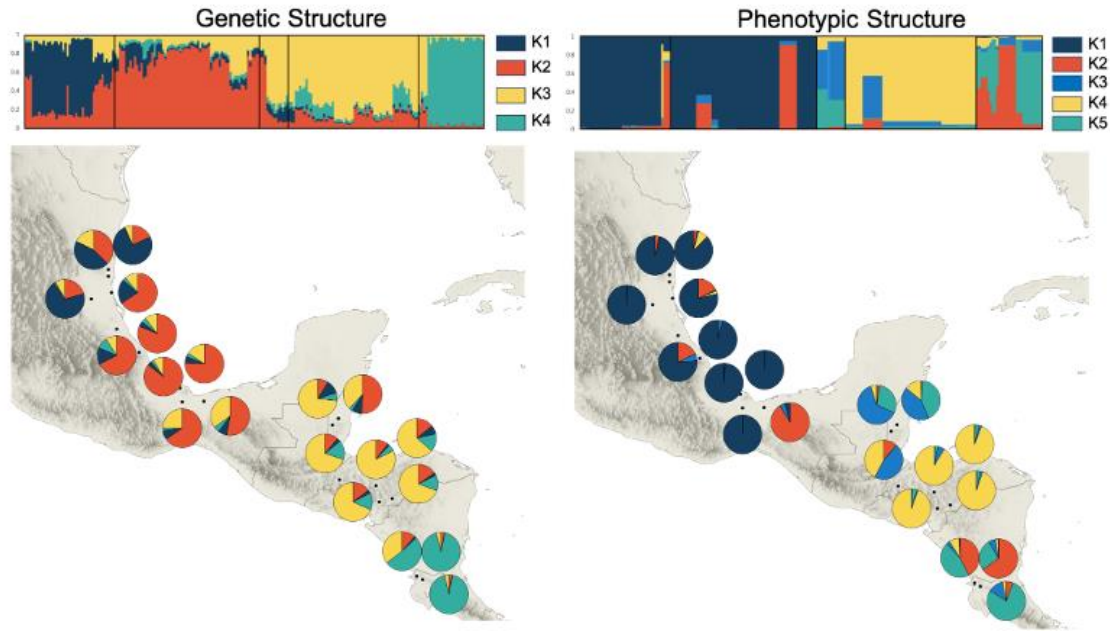 Genetic Structure
1
0.8
0.6
0.4
0.2
0
K1
K2
K3
K4
Phenotypic Structure
1
0.8
0.6
0.4
0.2
0
K1
K2
K3
K4
K5